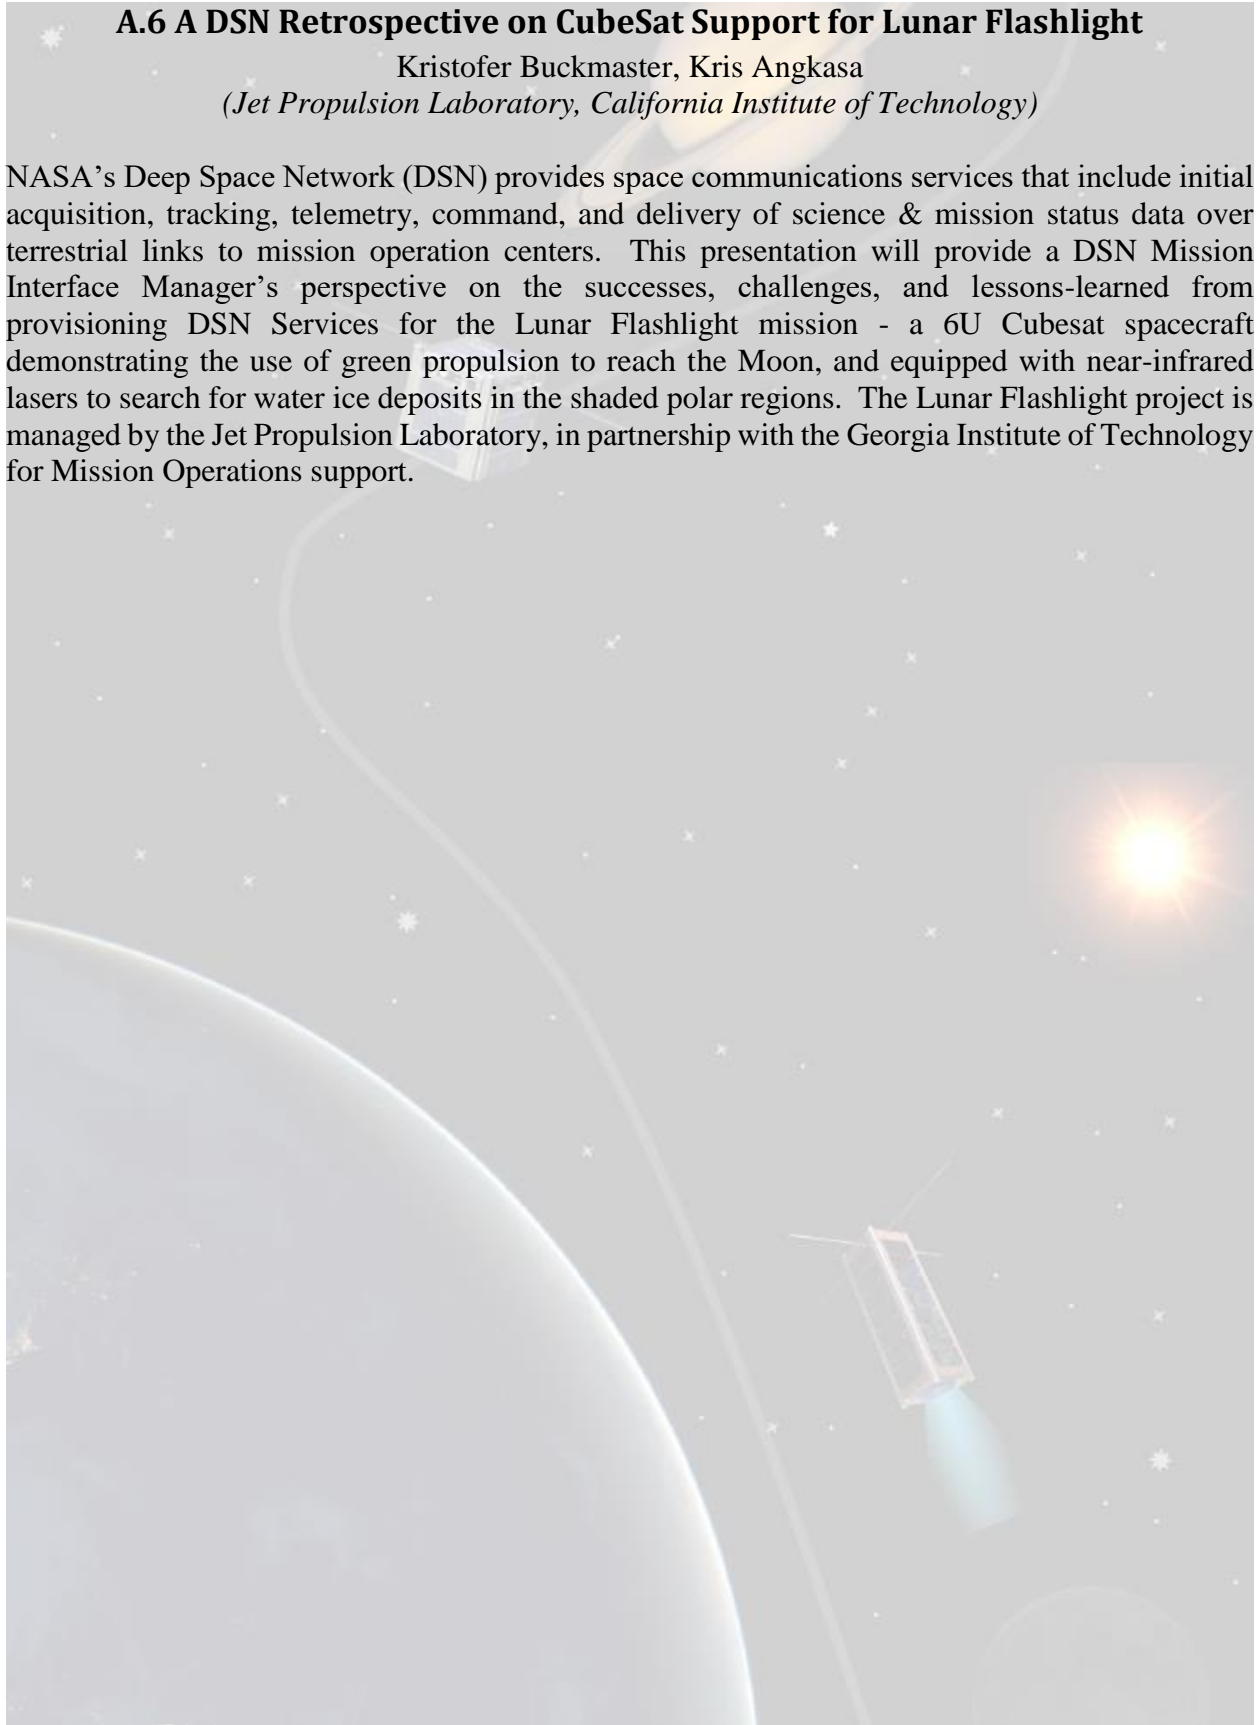 A.6 A DSN Retrospective on CubeSat Support for Lunar Flashlight
Kristofer Buckmaster, Kris Angkasa
(Jet Propulsion Laboratory, California Institute of Technology)
NASA’s Deep Space Network (DSN) provides space communications services that include initial
acquisition, tracking, telemetry, command, and delivery of science & mission status data over
terrestrial links to mission operation centers. This presentation will provide a DSN Mission
Interface Manager’s perspective on the successes, challenges, and lessons-learned from
provisioning DSN Services for the Lunar Flashlight mission - a 6U Cubesat spacecraft
demonstrating the use of green propulsion to reach the Moon, and equipped with near-infrared
lasers to search for water ice deposits in the shaded polar regions. The Lunar Flashlight project is
managed by the Jet Propulsion Laboratory, in partnership with the Georgia Institute of Technology
for Mission Operations support.